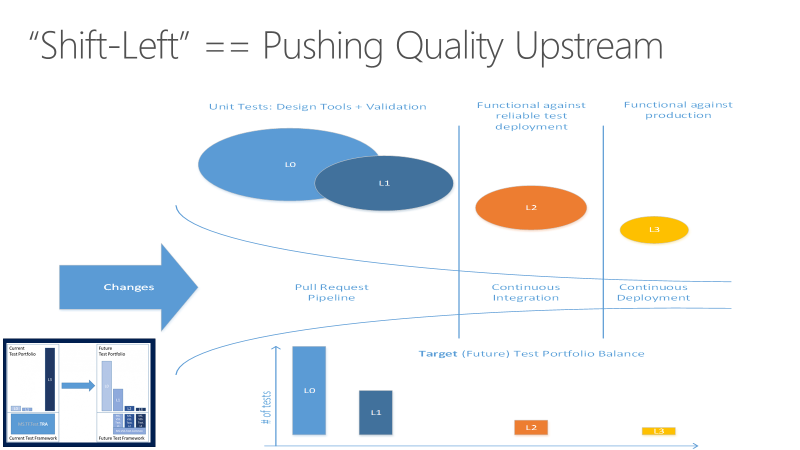 “Shift-Left” == Pushing Quality Upstream
Unit Tests: Design Tools + Validation
Functional against
reliable test
deployment
Functional against
production
L0
L1
L2
L3
Changes
Pull Request
Pipeline
Continuous
Integration
Continuous
Deployment
Target (Future) Test Portfolio Balance
# of tests
L0
L1
L2
L3
Current
Test Portfolio
Future
Test Portfolio
Current Test Framework
Future Test Framework